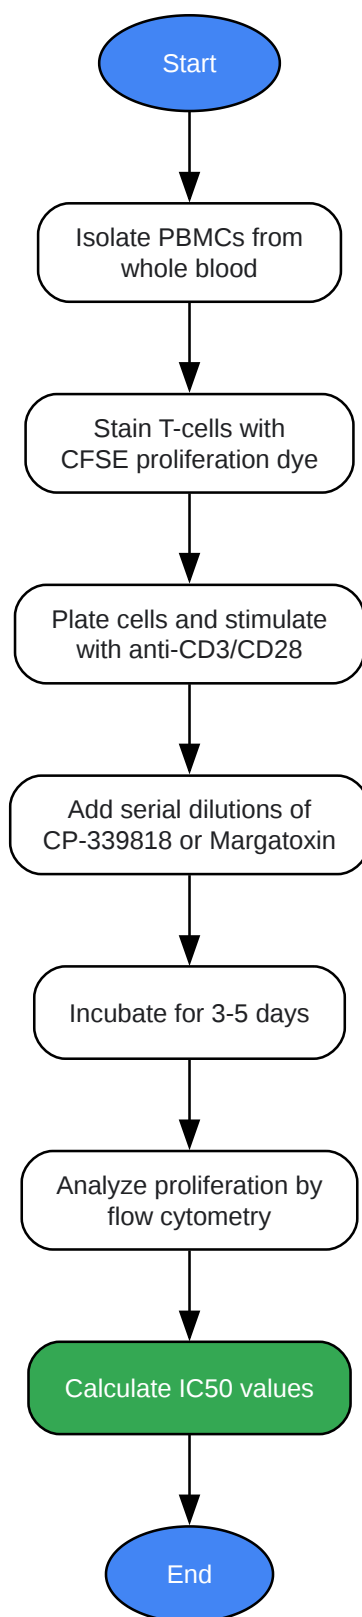 Start
Isolate PBMCs from
whole blood
Stain T-cells with
CFSE proliferation dye
Plate cells and stimulate
with anti-CD3/CD28
Add serial dilutions of
CP-339818 or Margatoxin
Incubate for 3-5 days
Analyze proliferation by
flow cytometry
Calculate IC50 values
End